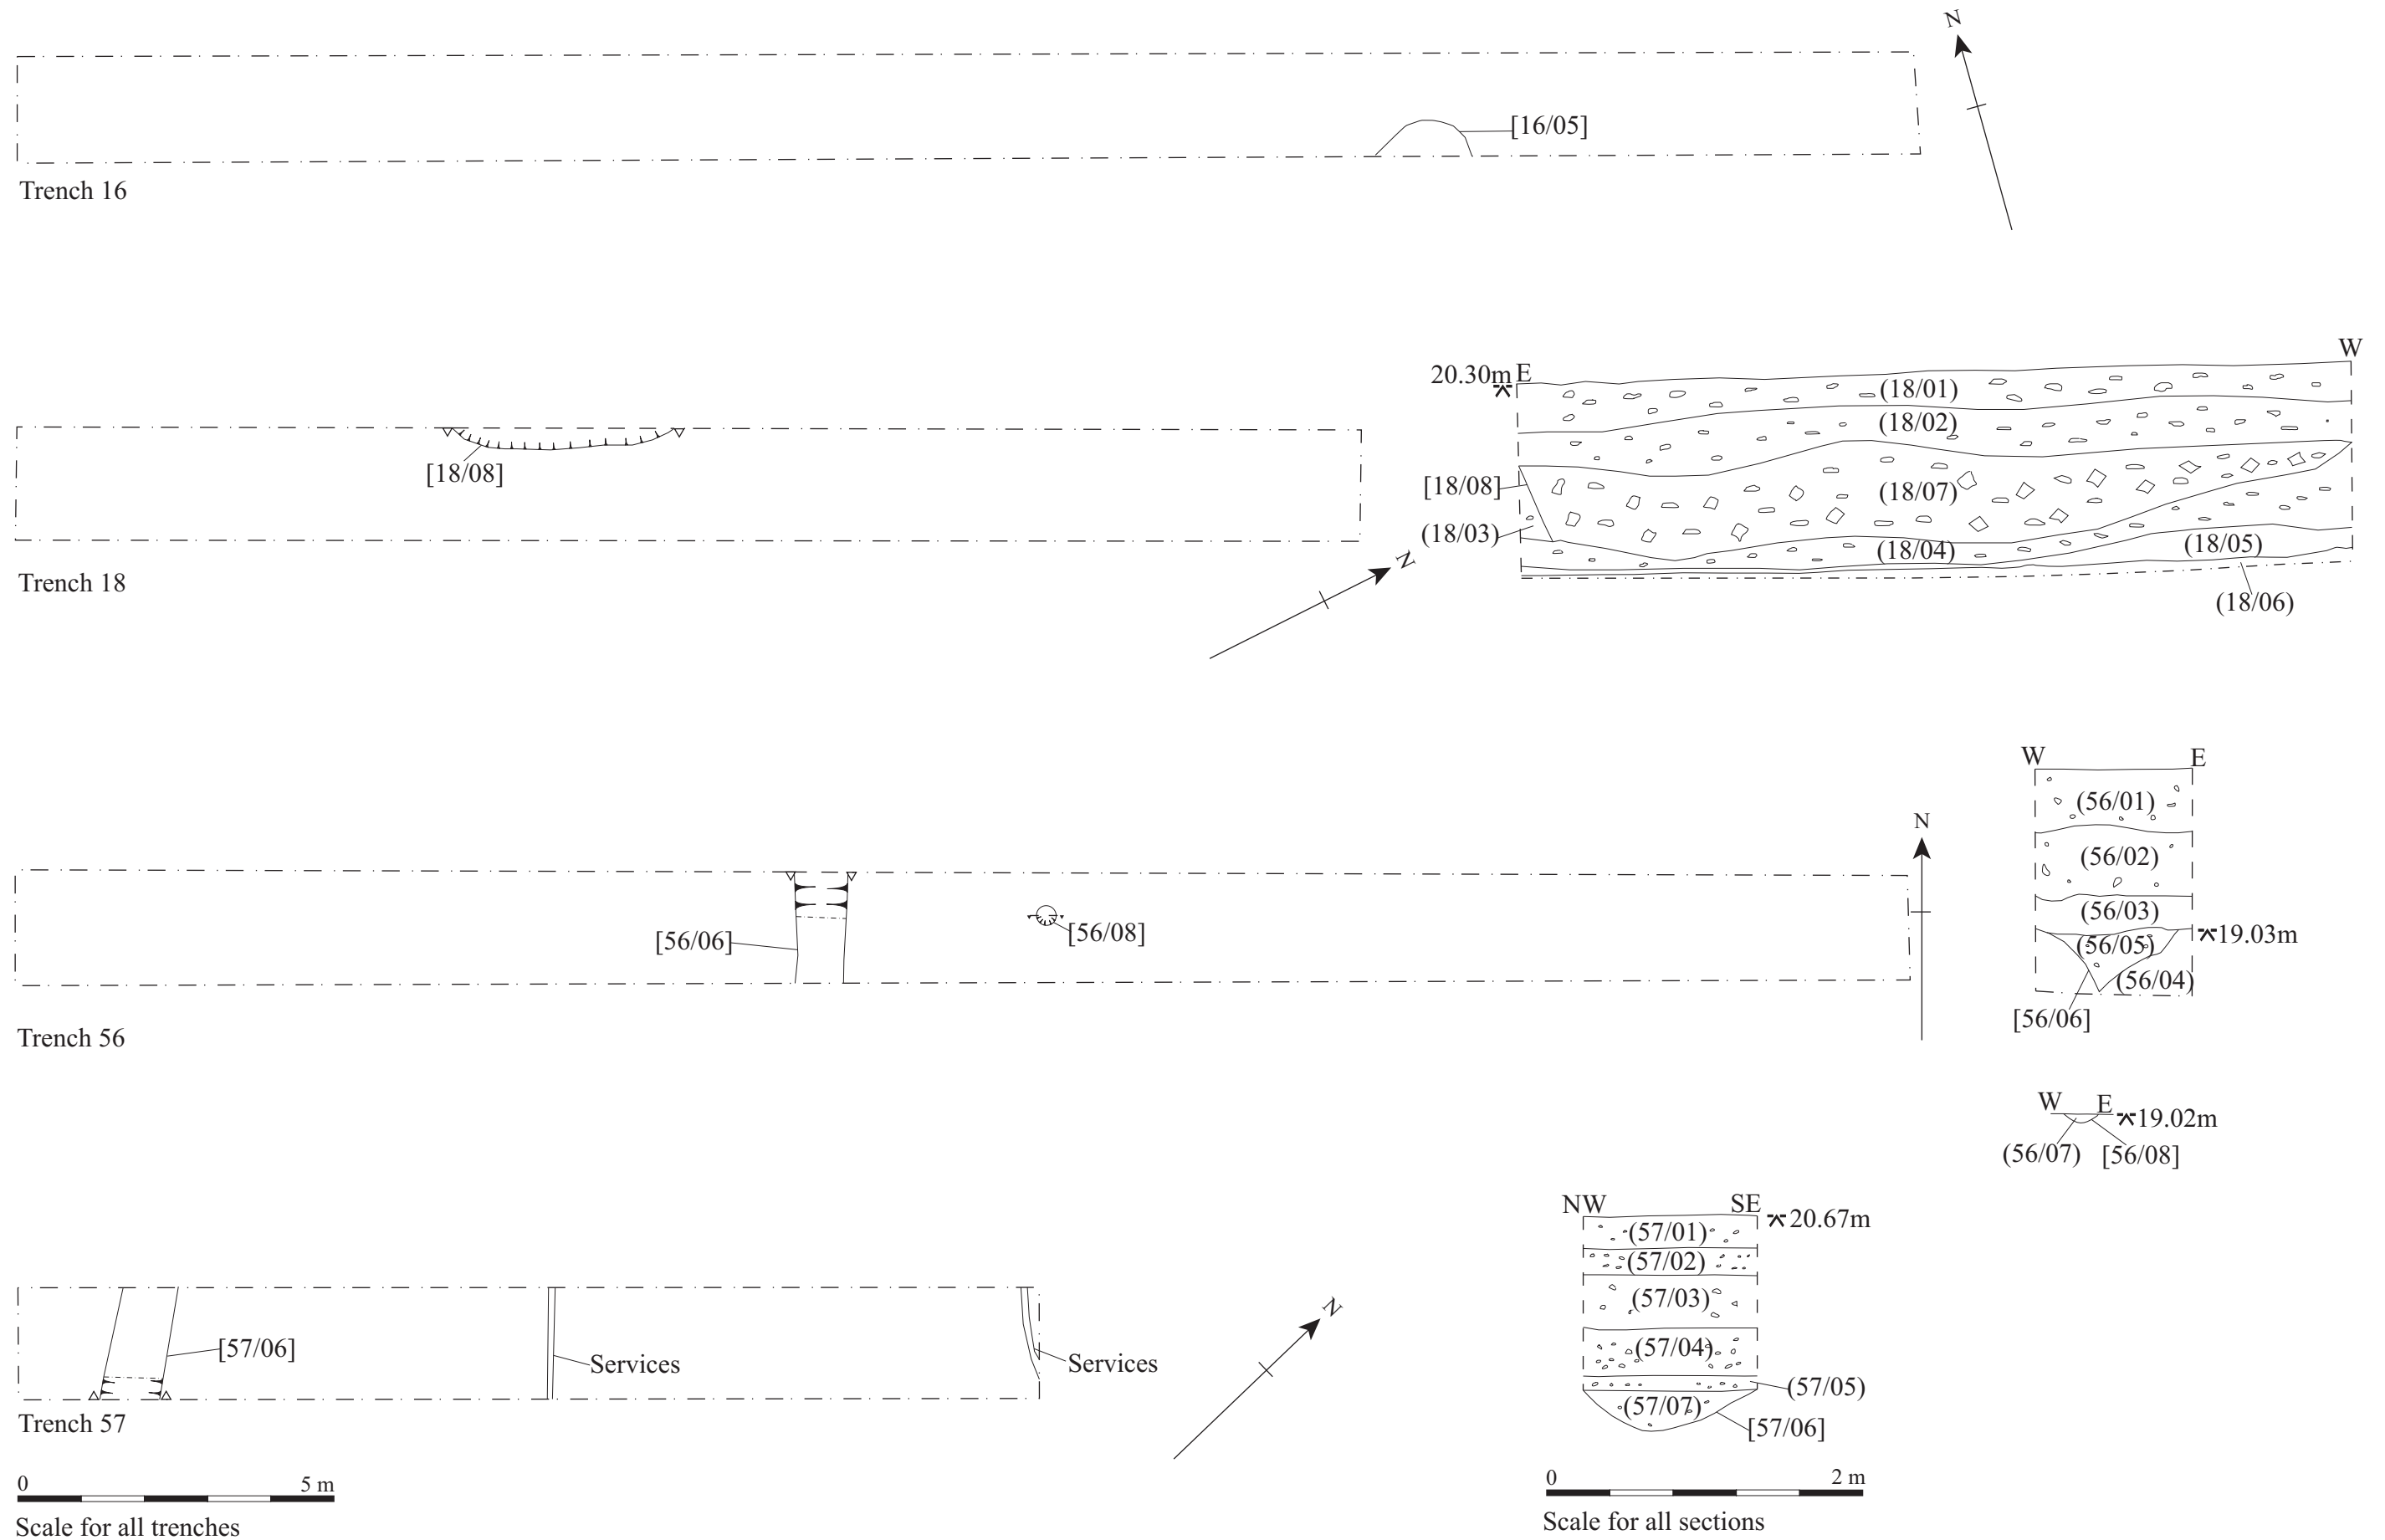 N
[16/05]
Trench 16
W
20.30m E
(18/01)
(18/02)
[18/08]
[18/08]
(18/07)
(18/03)
(18/04)
(18/05)
N
Trench 18
(18/06)
W
E
(56/01)
N
(56/02)
(56/03)
[56/06]
[56/08]
19.03m
(56/05)
(56/04)
[56/06]
Trench 56
W
E
19.02m
(56/07)
[56/08]
NW
SE
20.67m
(57/01)
(57/02)
N
(57/03)
[57/06]
Services
Services
(57/04)
(57/05)
(57/07)
[57/06]
Trench 57
0
5 m
Scale for all trenches
0
2 m
Scale for all sections